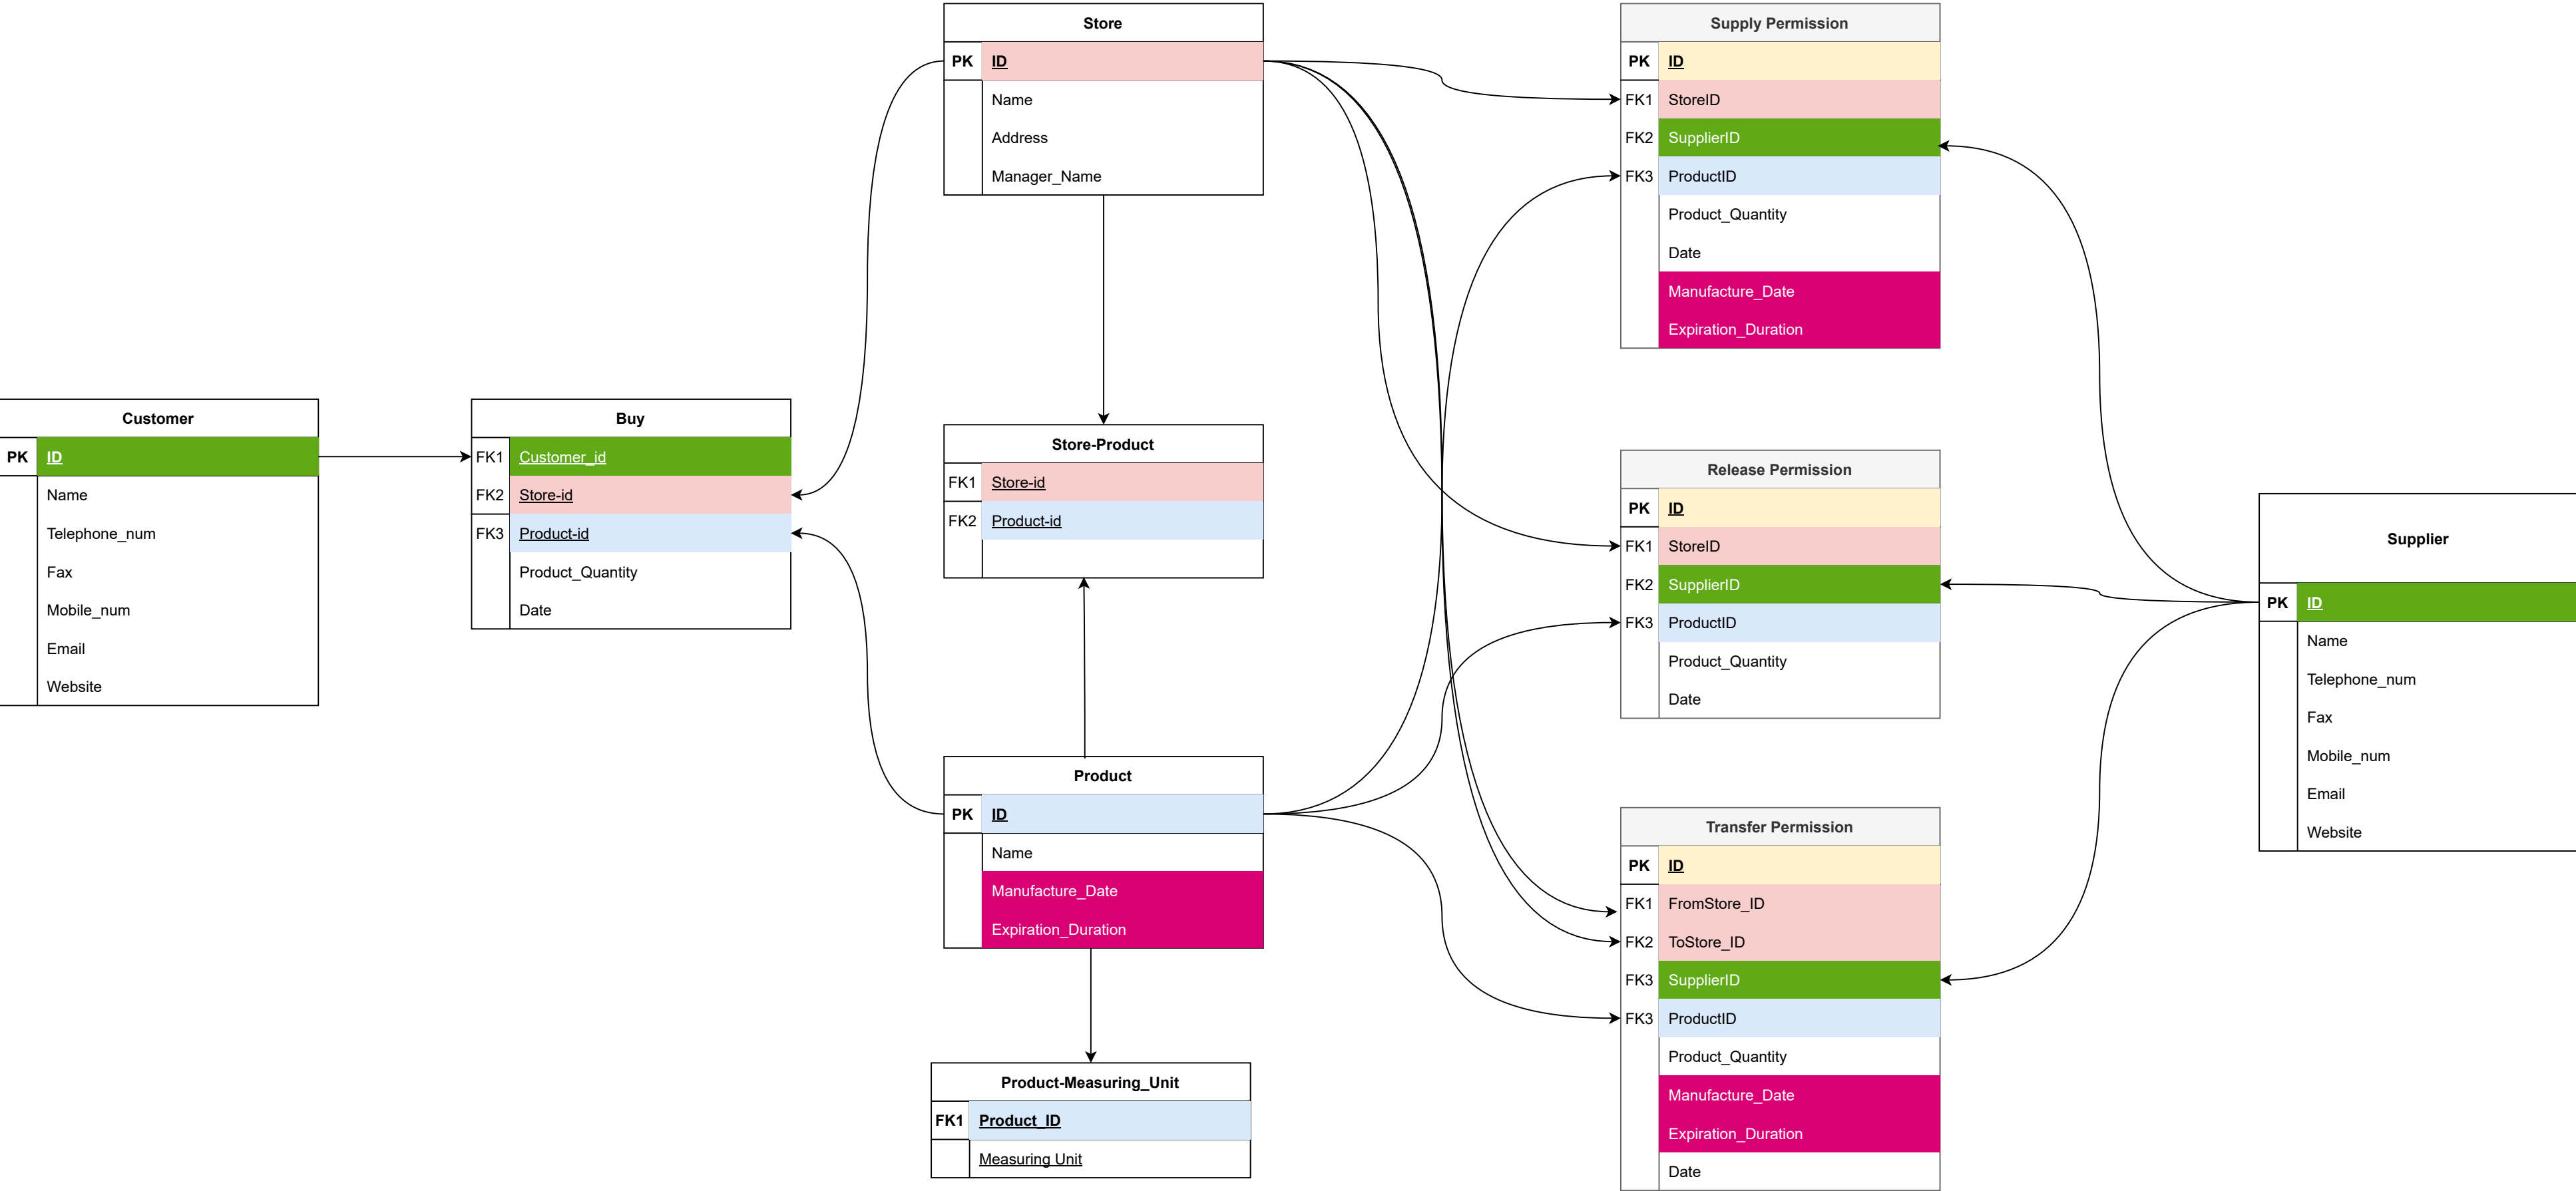 Store
PK ID
Name
Address
Manager_Name
Supply Permission
PK ID
FK1 StoreID
FK2 SupplierID
FK3 ProductID
Product_Quantity
Date
Manufacture_Date
Expiration_Duration
Customer
PK ID
Name
Telephone_num
Fax
Mobile_num
Email
Website
Buy
FK1 Customer_id
FK2 Store-id
FK3 Product-id
Product_Quantity
Date
Store-Product
FK1 Store-id
FK2 Product-id
Release Permission
PK ID
FK1 StoreID
FK2 SupplierID
FK3 ProductID
Product_Quantity
Date
Supplier
PK ID
Name
Telephone_num
Fax
Mobile_num
Email
Website
Product
PK ID
Name
Manufacture_Date
Expiration_Duration
Transfer Permission
PK ID
FK1 FromStore_ID
FK2 ToStore_ID
FK3 SupplierID
FK3 ProductID
Product_Quantity
Manufacture_Date
Expiration_Duration
Date
Product-Measuring_Unit
FK1 Product_ID
Measuring Unit